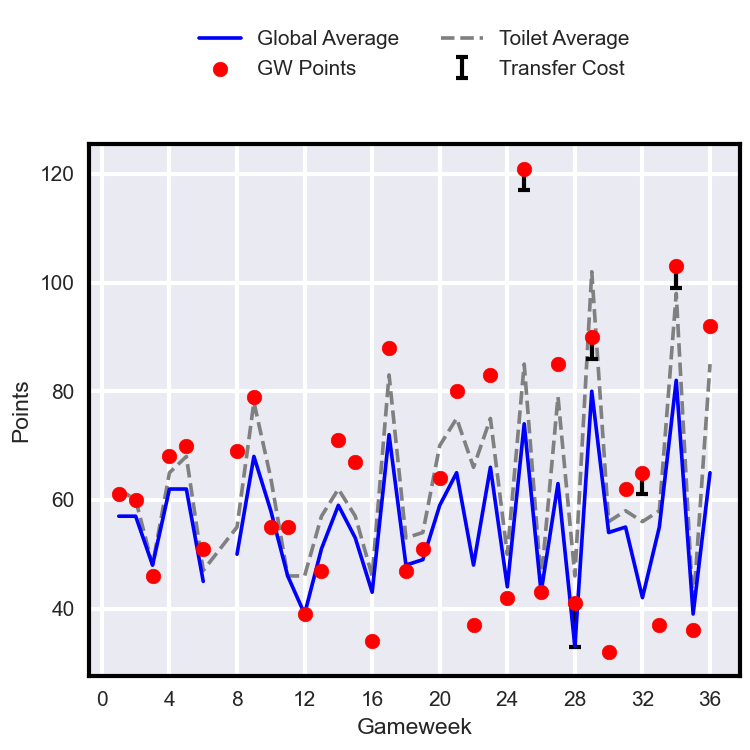 Global Average
Toilet Average
GW Points
Transfer Cost
120
100
80
60
40
Points
0 4 8 12 16 20 24 28 32 36
Gameweek